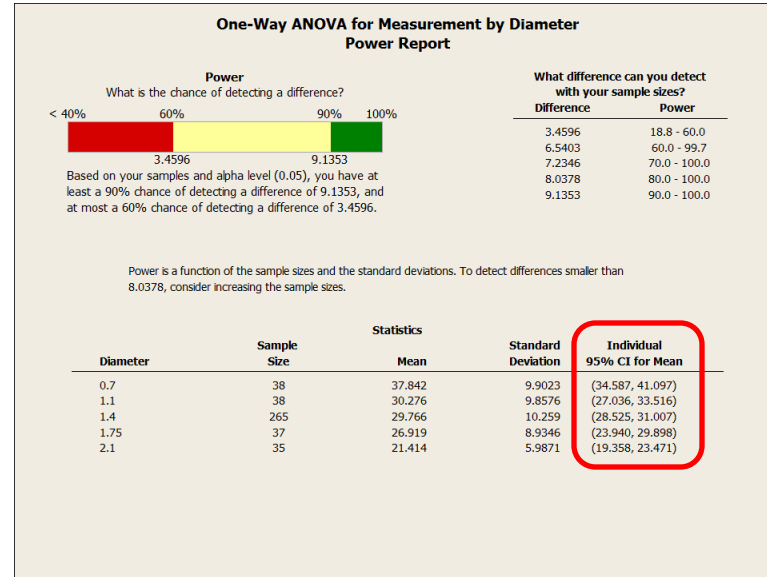 One-Way ANOVA for Measurement by Diameter
Power Report
Power
What is the chance of detecting a difference?
< 40% 60% 90% 100%
3.4596 9.1353
Based on your samples and alpha level (0.05), you have at
least a 90% chance of detecting a difference of 9.1353, and
at most a 60% chance of detecting a difference of 3.4596.
What difference can you detect
with your sample sizes?
Difference Power
3.4596 18.8 - 60.0
6.5403 60.0 - 99.7
7.2346 70.0 - 100.0
8.0378 80.0 - 100.0
9.1353 90.0 - 100.0
Power is a function of the sample sizes and the standard deviations. To detect differences smaller than
8.0378, consider increasing the sample sizes.
Statistics
Sample Standard Individual
Diameter Size Mean Deviation 95% CI for Mean
0.7 38 37.842 9.9023 (34.587, 41.097)
1.1 38 30.276 9.8576 (27.036, 33.516)
1.4 265 29.766 10.259 (28.525, 31.007)
1.75 37 26.919 8.9346 (23.940, 29.898)
2.1 35 21.414 5.9871 (19.358, 23.471)